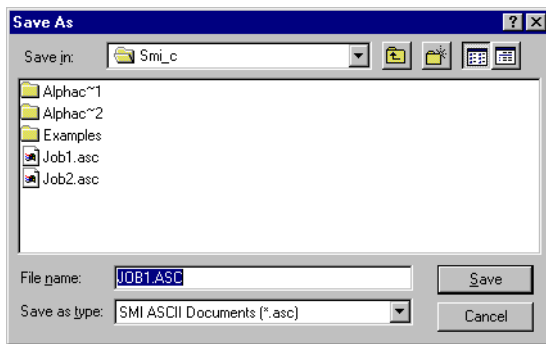 Save As
Save in: Smi_c
Alphac~1
Alphac~2
Examples
Job1.asc
Job2.asc
File name: JOB1.ASC Save
Save as type: SMI ASCII Documents (*.asc) Cancel